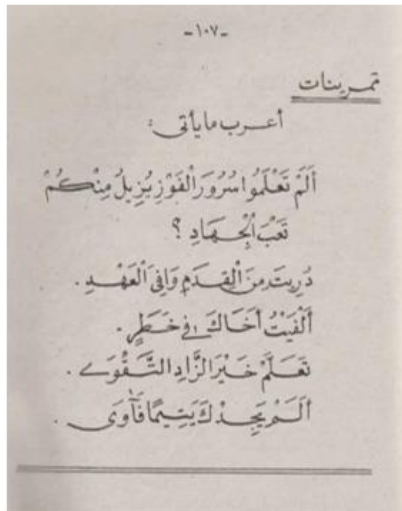 -١٠٧-
تمرينات
أعرب ما يأتى :
أَلَمْ تَعْلَمُوا سُرُورَ الْفَوْزِ يُزِيلُ مِنْكُمْ
تَعَبَ الْجِهَادِ ؟
دُرِيتَ مِنَ الْقِدَمِ وَافِىَ الْعَهْدِ .
أَلْفَيْتُ أَخَاكَ فِى خَطَرٍ .
تَعَلَّمْ خَيْرَ الزَّادِ التَّقْوَى .
أَلَمْ يَجِدْكَ يَتِيمًا فَآوَى .